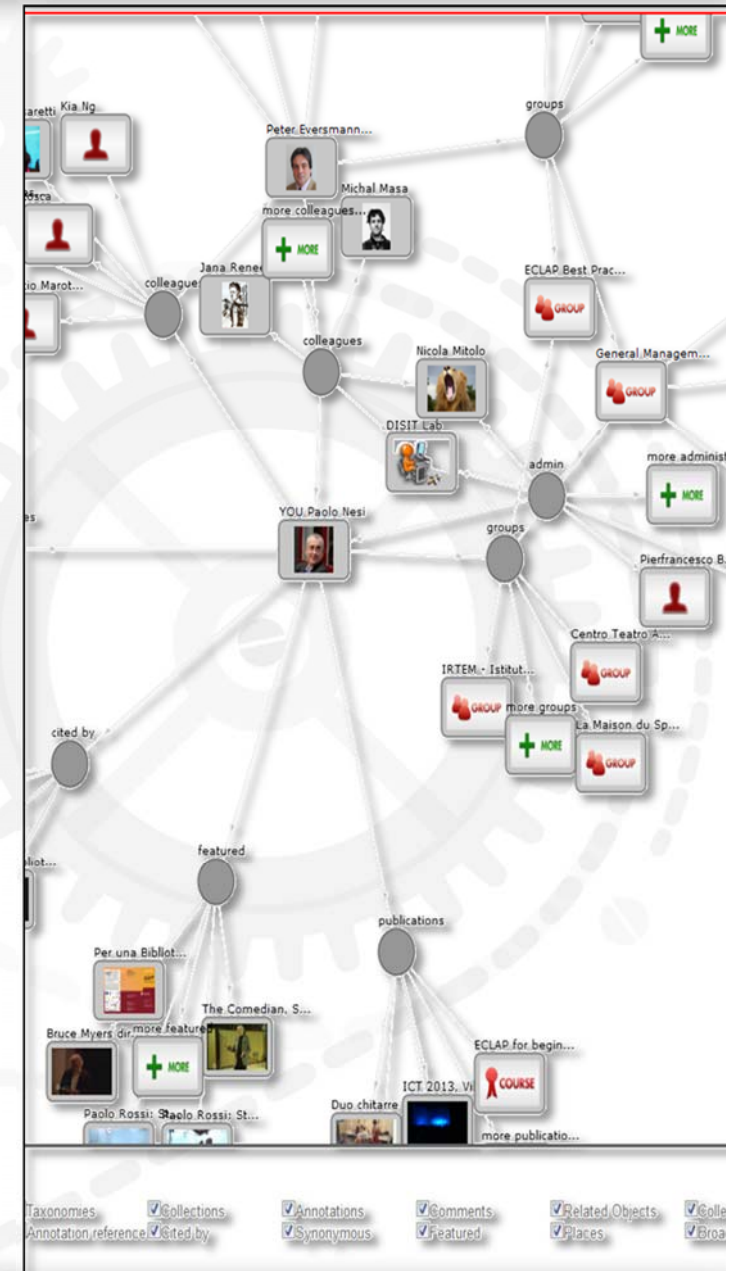 MORE
groups
Kia Ng
Peter Eversmann...
Michal Masa
more colleagues...
MORE
ECLAP Best Prac...
GROUP
Jana Renee
colleagues
Nicola Mitolo
General Managem...
GROUP
DISIT Lab
admin
more administ
MORE
YOU Paolo Nesi
groups
Pierfrancesco B
Centro Teatro A...
GROUP
IRTEM - Istitut...
GROUP
more groups
MORE
La Maison du Sp...
GROUP
cited by
featured
publications
Per una Bibliot...
The Comedian, S...
Bruce Myers dir
more featured
MORE
ECLAP for begin...
COURSE
ICT 2013, Vi
Duo chitarre
Paolo Rossi: St...
more publicatio...
Taxonomies Collections Annotations Comments Related Objects Colle
Annotation reference Cited by Synonymous Featured Places Broa